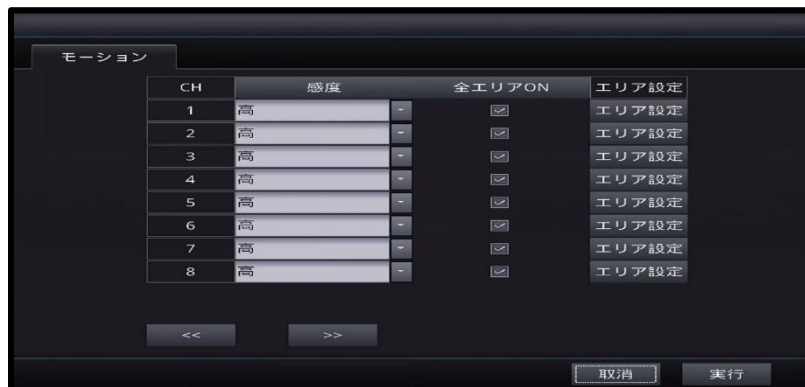 モーション
CH 感度 全エリアON エリア設定
1 高 エリア設定
2 高 エリア設定
3 高 エリア設定
4 高 エリア設定
5 高 エリア設定
6 高 エリア設定
7 高 エリア設定
8 高 エリア設定
<< >>
取消 実行